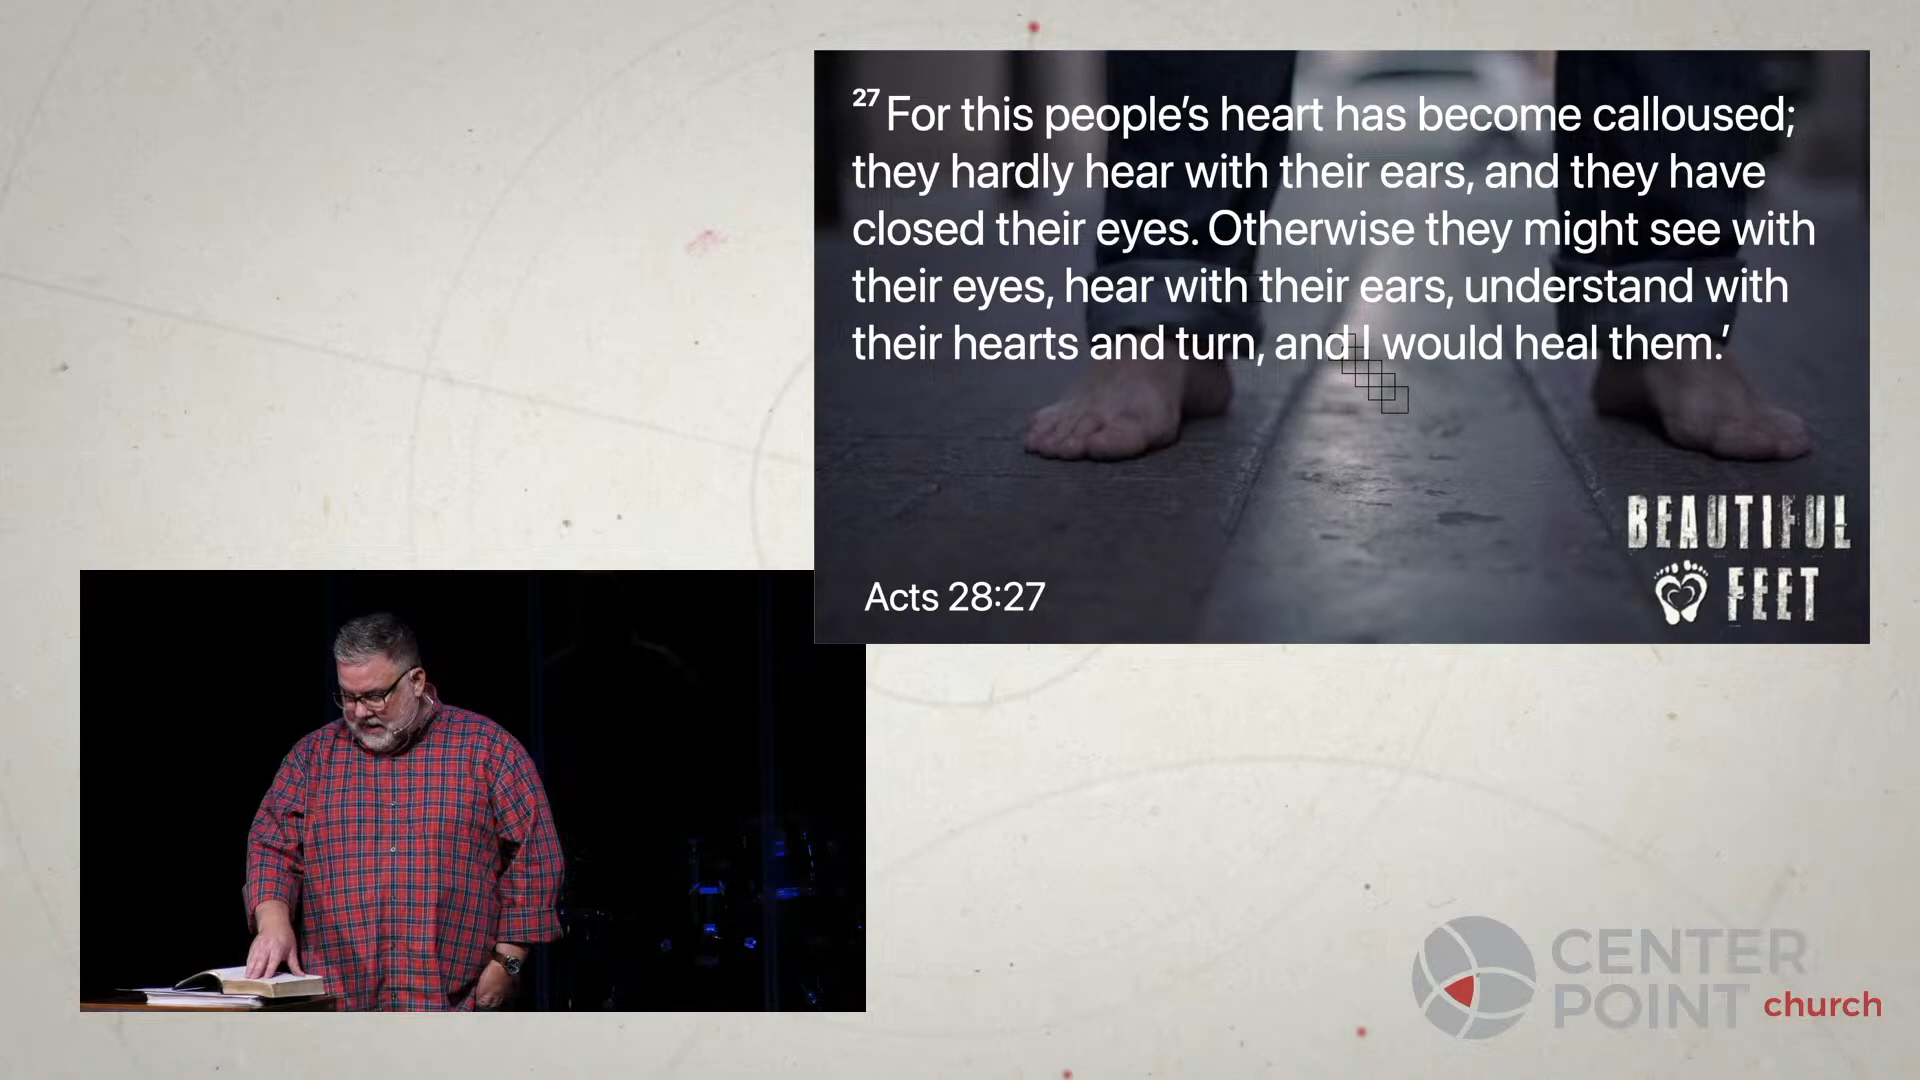 27 For this people’s heart has become calloused;
they hardly hear with their ears, and they have
closed their eyes. Otherwise they might see with
their eyes, hear with their ears, understand with
their hearts and turn, and I would heal them.’
Acts 28:27
BEAUTIFUL
FEET
CENTER
POINT church